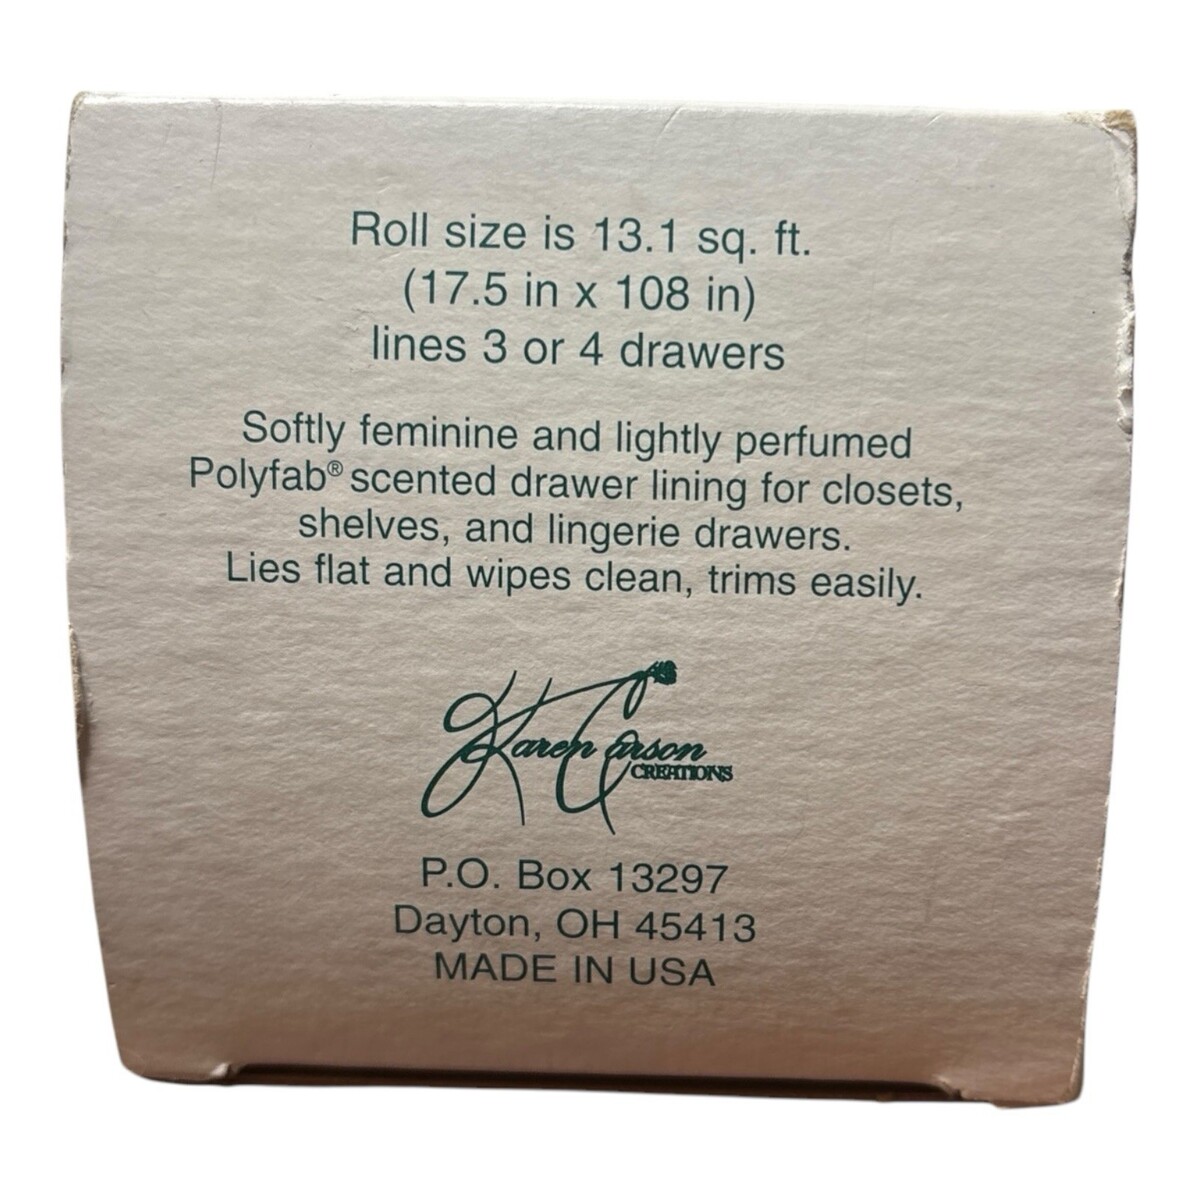 Roll size is 13.1 sq. ft.
(17.5 in x 108 in)
lines 3 or 4 drawers
Softly feminine and lightly perfumed
Polyfab® scented drawer lining for closets,
shelves, and lingerie drawers.
Lies flat and wipes clean, trims easily.
Karen Carson
CREATIONS
P.O. Box 13297
Dayton, OH 45413
MADE IN USA